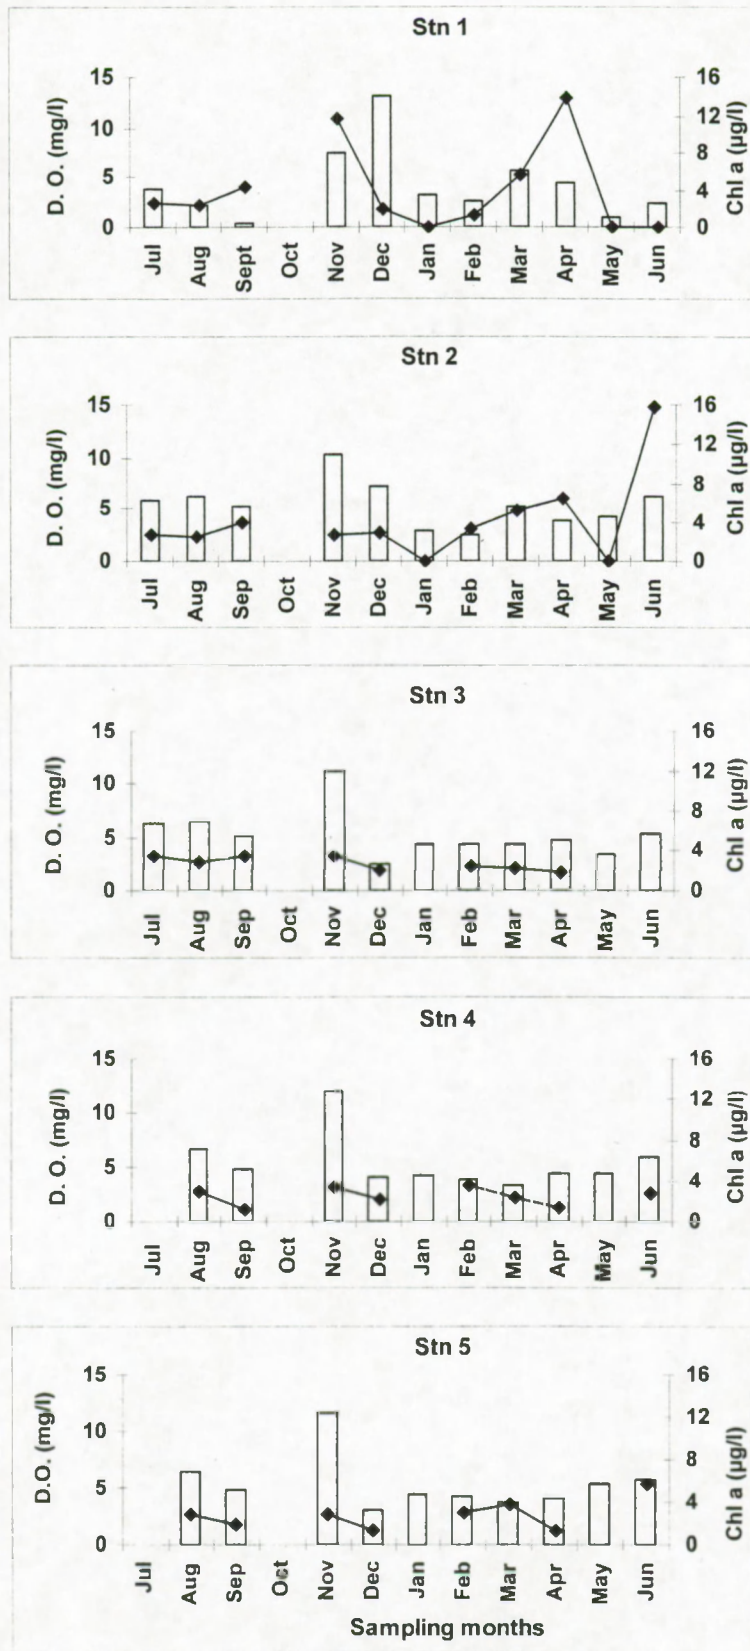 Stn 1
D. O. (mg/l)
15
10
5
0
16
12
8
4
0
Chl a (µg/l)
Jul Aug Sept Oct Nov Dec Jan Feb Mar Apr May Jun
Stn 2
D. O. (mg/l)
15
10
5
0
16
12
8
4
0
Chl a (µg/l)
Jul Aug Sep Oct Nov Dec Jan Feb Mar Apr May Jun
Stn 3
D. O. (mg/l)
15
10
5
0
16
12
8
4
0
Chl a (µg/l)
Jul Aug Sep Oct Nov Dec Jan Feb Mar Apr May Jun
Stn 4
D. O. (mg/l)
15
10
5
0
16
12
8
4
0
Chl a (µg/l)
Jul Aug Sep Oct Nov Dec Jan Feb Mar Apr May Jun
Stn 5
D.O. (mg/l)
15
10
5
0
16
12
8
4
0
Chl a (µg/l)
Jul Aug Sep Oct Nov Dec Jan Feb Mar Apr May Jun
Sampling months